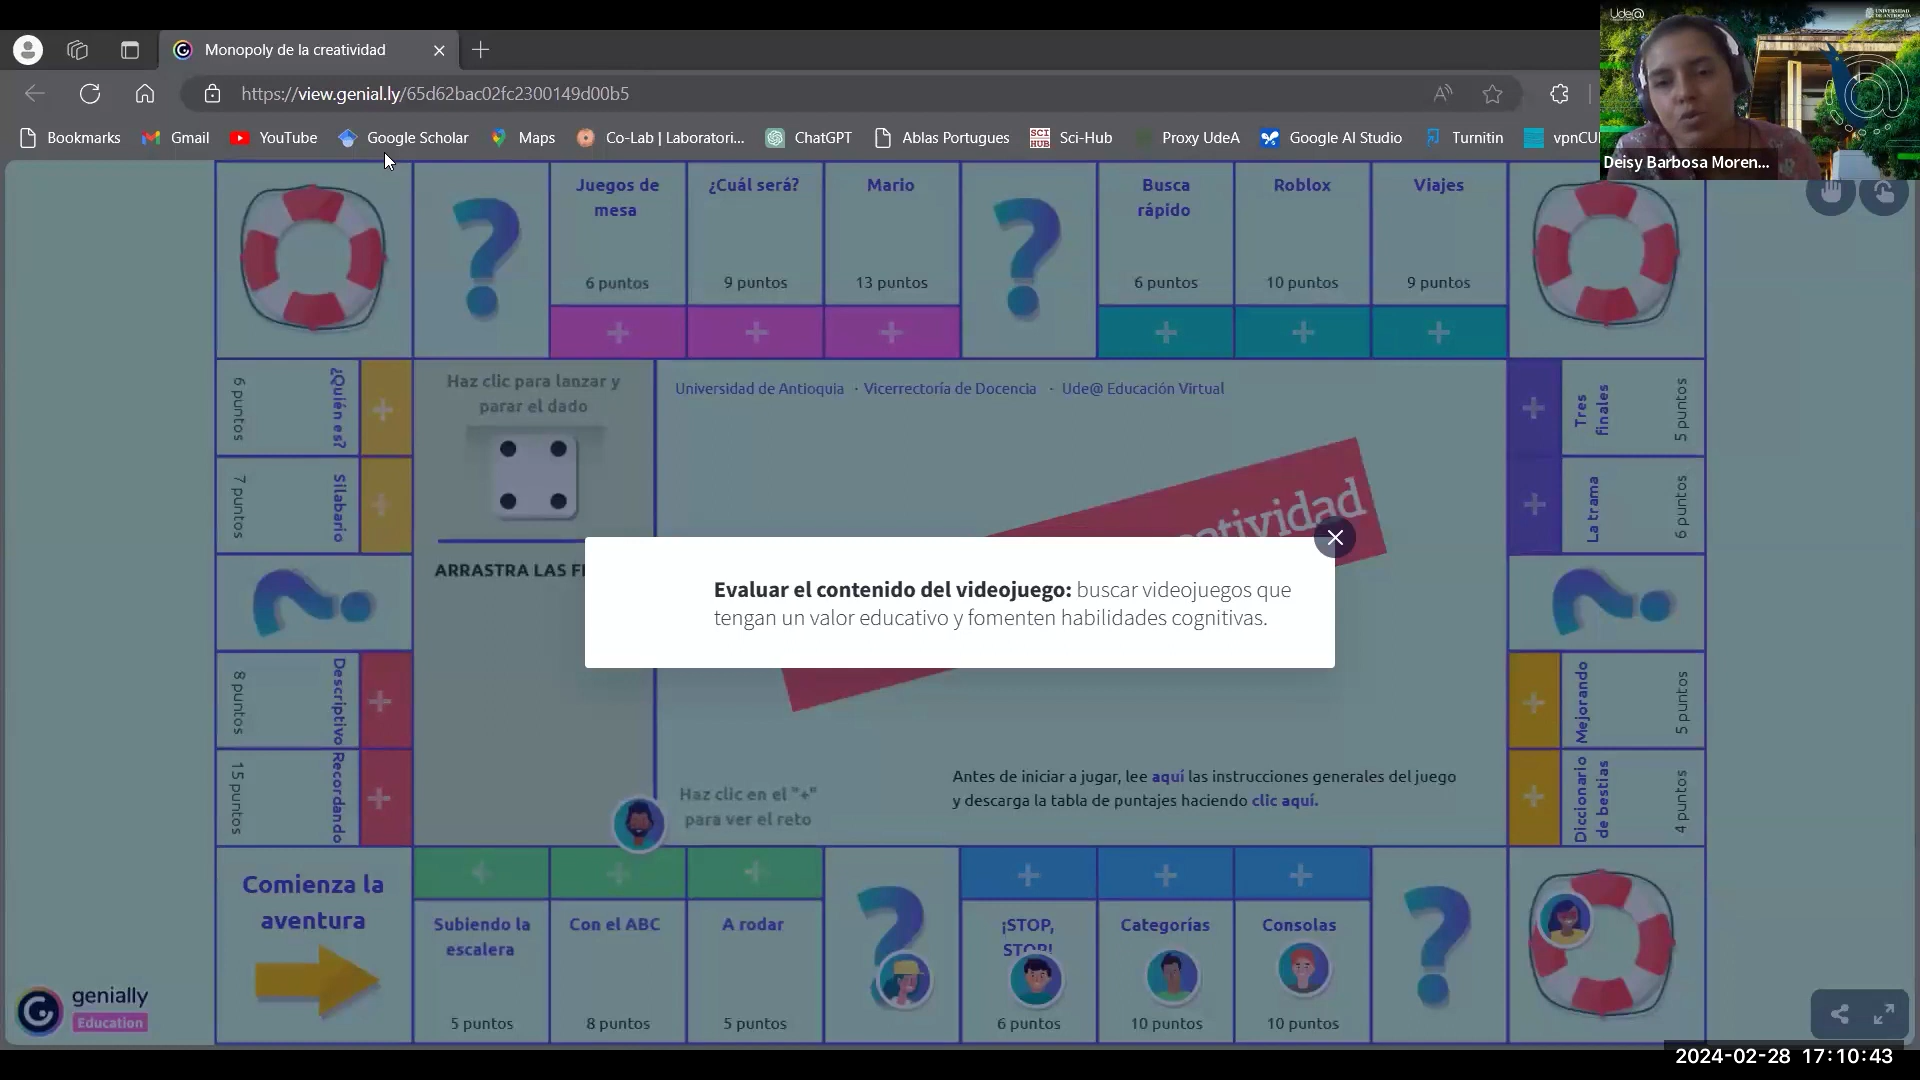 Monopoly de la creatividad
https://view.genial.ly/65d62bac02fc2300149d00b5
Bookmarks
Gmail
YouTube
Google Scholar
Maps
Co-Lab | Laboratori...
ChatGPT
Ablas Portugues
SCI HUB
Sci-Hub
Proxy UdeA
Google AI Studio
Turnitin
Ude@
Deisy Barbosa Moren...
Juegos de
mesa
6 puntos
¿Cuál será?
9 puntos
Mario
13 puntos
Busca
rápido
6 puntos
Roblox
10 puntos
Viajes
9 puntos
¿Quién es?
6 puntos
Silabario
7 puntos
Descriptivo
8 puntos
Recordando
15 puntos
Haz clic para lanzar y
parar el dado
ARRASTRA LAS
Universidad de Antioquia · Vicerrectoría de Docencia · Ude@ Educación Virtual
Evaluar el contenido del videojuego: buscar videojuegos que
tengan un valor educativo y fomenten habilidades cognitivas.
Haz clic en el "+"
para ver el reto
Antes de iniciar a jugar, lee aquí las instrucciones generales del juego
y descarga la tabla de puntajes haciendo clic aquí.
Tres
finales
5 puntos
La trama
6 puntos
Mejorando
5 puntos
Diccionario
de bestias
4 puntos
Comienza la
aventura
Subiendo la
escalera
5 puntos
Con el ABC
8 puntos
A rodar
5 puntos
¡STOP,
STOP!
6 puntos
Categorías
10 puntos
Consolas
10 puntos
genially
Education
2024-02-28 17:10:43